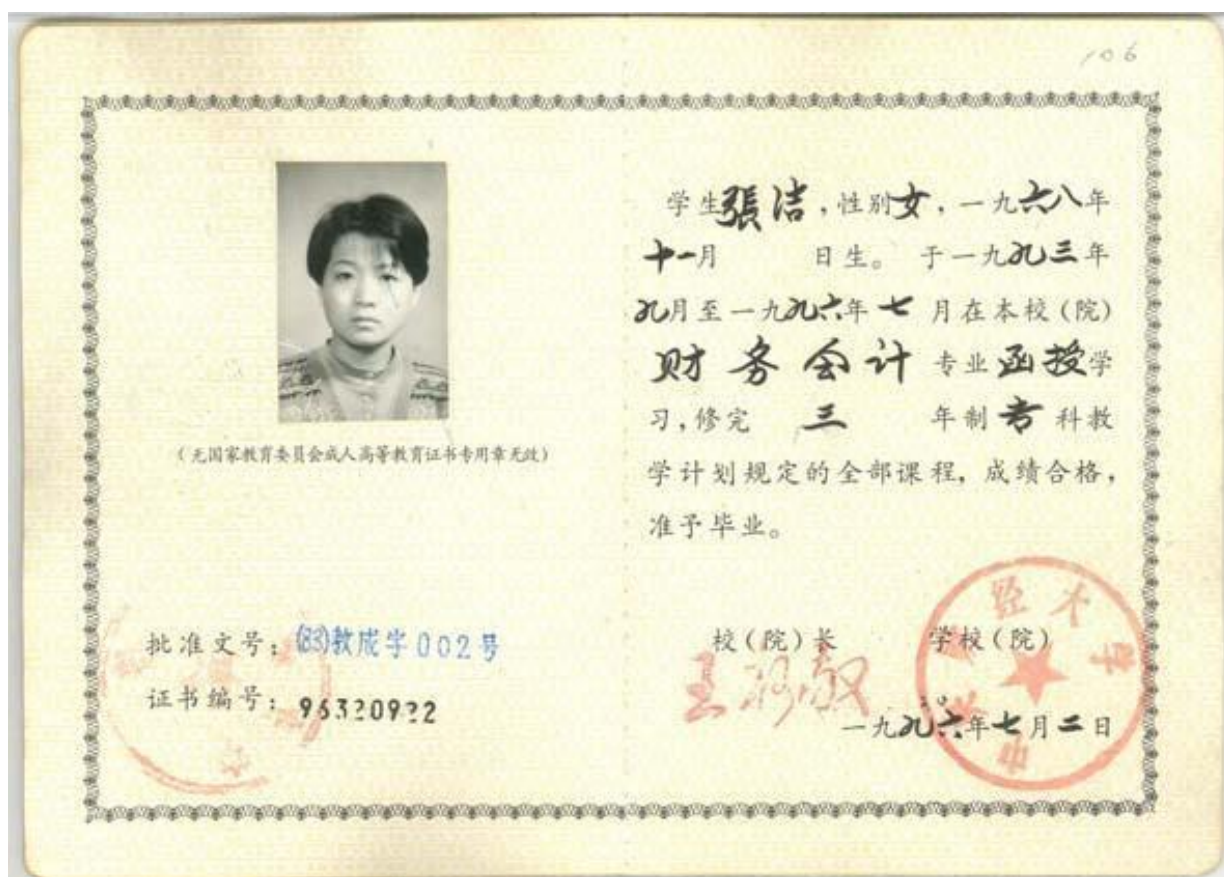 106
学生張洁，性别女，一九六八年
十一月 日生。于一九九三年
九月至一九九六年七月在本校(院)
财务会计专业函授学
习，修完 三 年制专科教
学计划规定的全部课程，成绩合格，
准予毕业。
(无国家教育委员会成人高等教育证书专用章无效)
批准文号：(83)教成字002号
证书编号：96320922
校(院)长 学校(院)
一九九六年七月二日